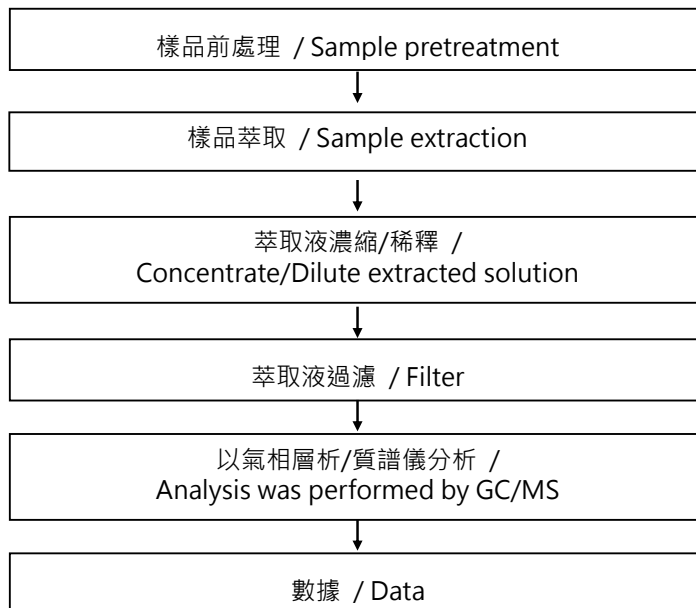 樣品前處理 / Sample pretreatment
樣品萃取 / Sample extraction
萃取液濃縮/稀釋 /
Concentrate/Dilute extracted solution
萃取液過濾 / Filter
以氣相層析/質譜儀分析 /
Analysis was performed by GC/MS
數據 / Data